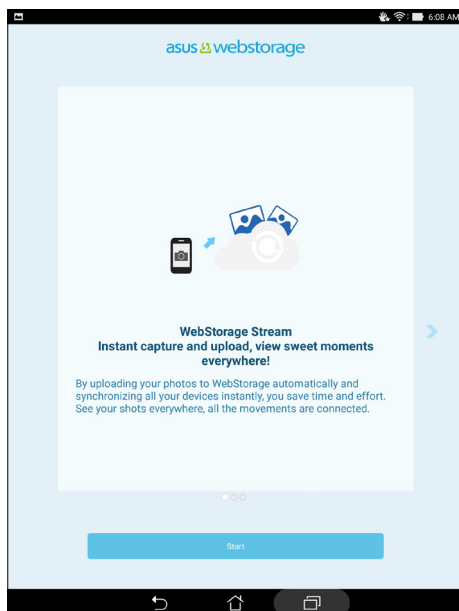 6:08 AM
asus webstorage
WebStorage Stream
Instant capture and upload, view sweet moments
everywhere!
By uploading your photos to WebStorage automatically and
synchronizing all your devices instantly, you save time and effort.
See your shots everywhere, all the movements are connected.
Start